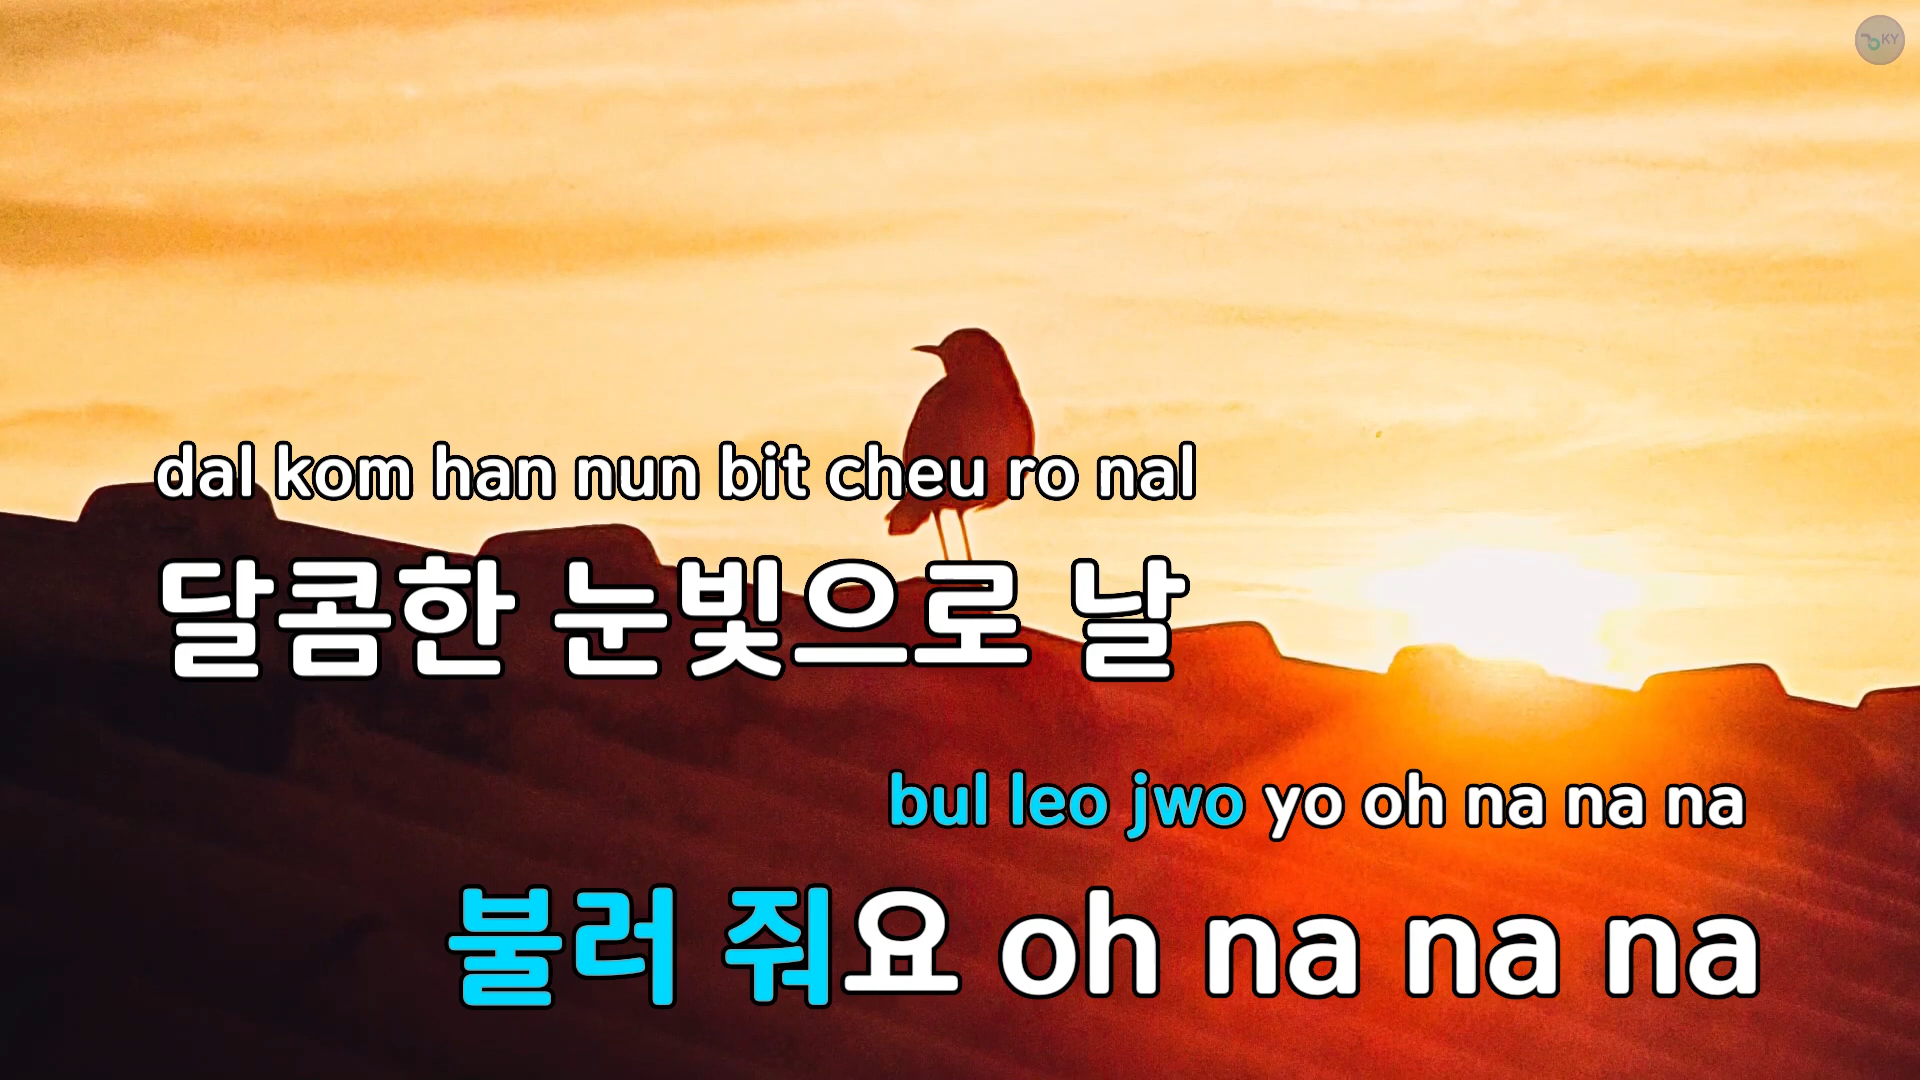 KY
dal kom han nun bit cheu ro nal
달콤한 눈빛으로 날
bul leo jwo yo oh na na na
불러 줘요 oh na na na